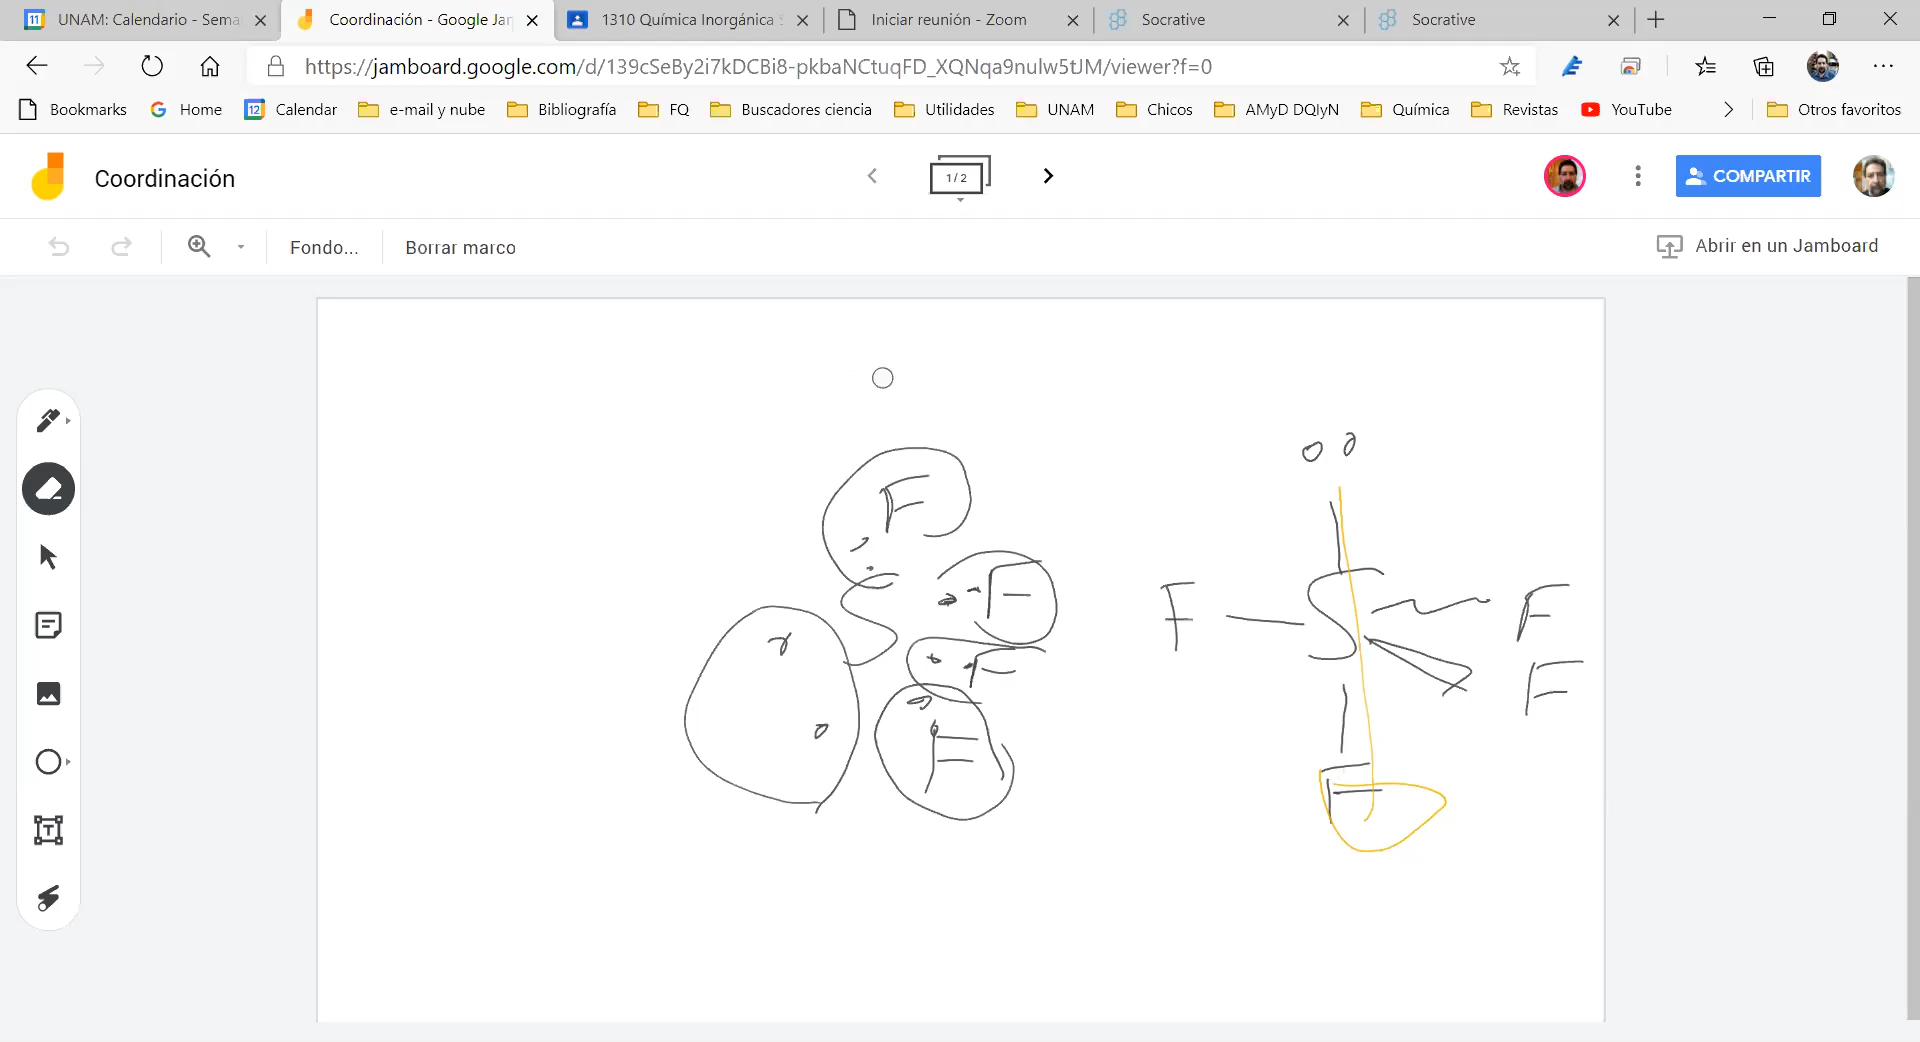 UNAM: Calendario - Sema
Coordinación - Google Jar
1310 Química Inorgánica
Iniciar reunión - Zoom
Socrative
Socrative
https://jamboard.google.com/d/139cSeBy2i7kDCBi8-pkbaNCtuqFD_XQNqa9nulw5tJM/viewer?f=0
Bookmarks Home Calendar e-mail y nube Bibliografía FQ Buscadores ciencia Utilidades UNAM Chicos AMyD DQIyN Química Revistas YouTube Otros favoritos
Coordinación
1 / 2
COMPARTIR
Fondo...
Borrar marco
Abrir en un Jamboard
F
S
F
F
F
F
S
F
F
F